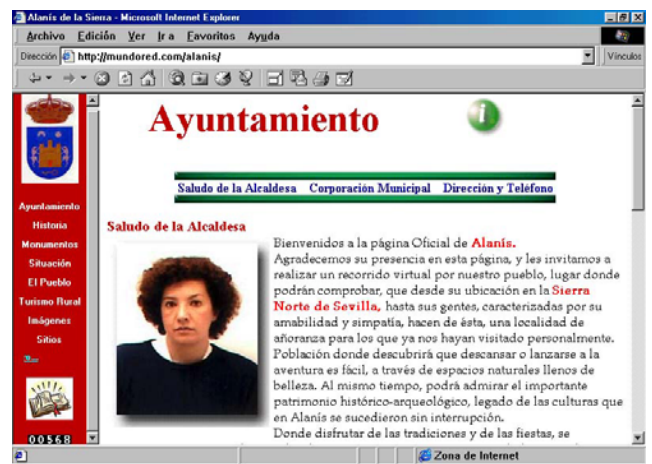 Alanís de la Sierra - Microsoft Internet Explorer
Archivo Edición Ver Ir a Favoritos Ayuda
Dirección http://mundored.com/alanis/ Vínculos
Ayuntamiento
Saludo de la Alcaldesa Corporación Municipal Dirección y Teléfono
Ayuntamiento
Historia
Monumentos
Situación
El Pueblo
Turismo Rural
Imágenes
Sitios
00568
Saludo de la Alcaldesa
Bienvenidos a la página Oficial de Alanís.
Agradecemos su presencia en esta página, y les invitamos a
realizar un recorrido virtual por nuestro pueblo, lugar donde
podrán comprobar, que desde su ubicación en la Sierra
Norte de Sevilla, hasta sus gentes, caracterizadas por su
amabilidad y simpatía, hacen de ésta, una localidad de
añoranza para los que ya nos hayan visitado personalmente.
Población donde descubrirá que descansar o lanzarse a la
aventura es fácil, a través de espacios naturales llenos de
belleza. Al mismo tiempo, podrá admirar el importante
patrimonio histórico-arqueológico, legado de las culturas que
en Alanís se sucedieron sin interrupción.
Donde disfrutar de las tradiciones y de las fiestas, se
Zona de Internet